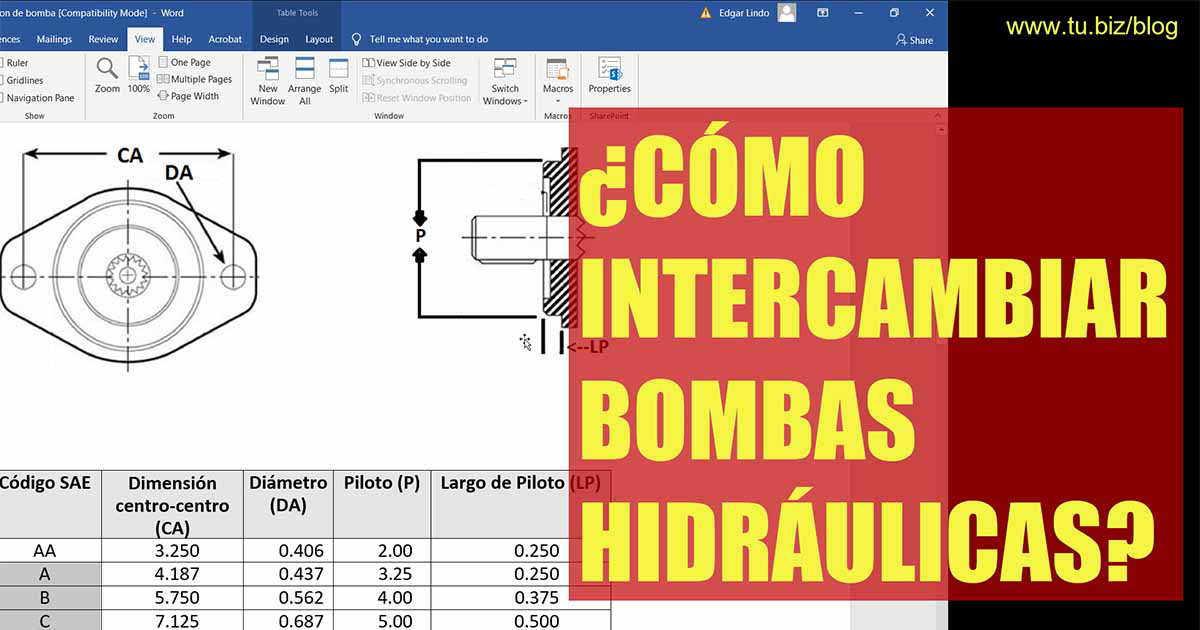 on de bomba [Compatibility Mode] - Word
Table Tools
Edgar Lindo
ences Mailings Review View Help Acrobat Design Layout Tell me what you want to do
Share
Ruler
Gridlines
Navigation Pane
Show
Zoom
100%
One Page
Multiple Pages
Page Width
Zoom
New Window
Arrange All
Split
View Side by Side
Synchronous Scrolling
Reset Window Position
Window
Switch Windows
Macros
Macros
Properties
SharePoint
www.tu.biz/blog
CA
DA
P
<--LP
¿CÓMO
INTERCAMBIAR
BOMBAS
HIDRÁULICAS?
Código SAE Dimensión centro-centro (CA) Diámetro (DA) Piloto (P) Largo de Piloto (LP)
AA 3.250 0.406 2.00 0.250
A 4.187 0.437 3.25 0.250
B 5.750 0.562 4.00 0.375
C 7.125 0.687 5.00 0.500